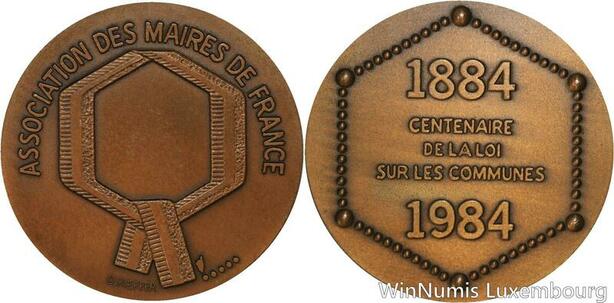 ASSOCIATION DES MAIRES DE FRANCE
1884
CENTENAIRE
DE LA LOI
SUR LES COMMUNES
1984
WinNumis Luxembourg